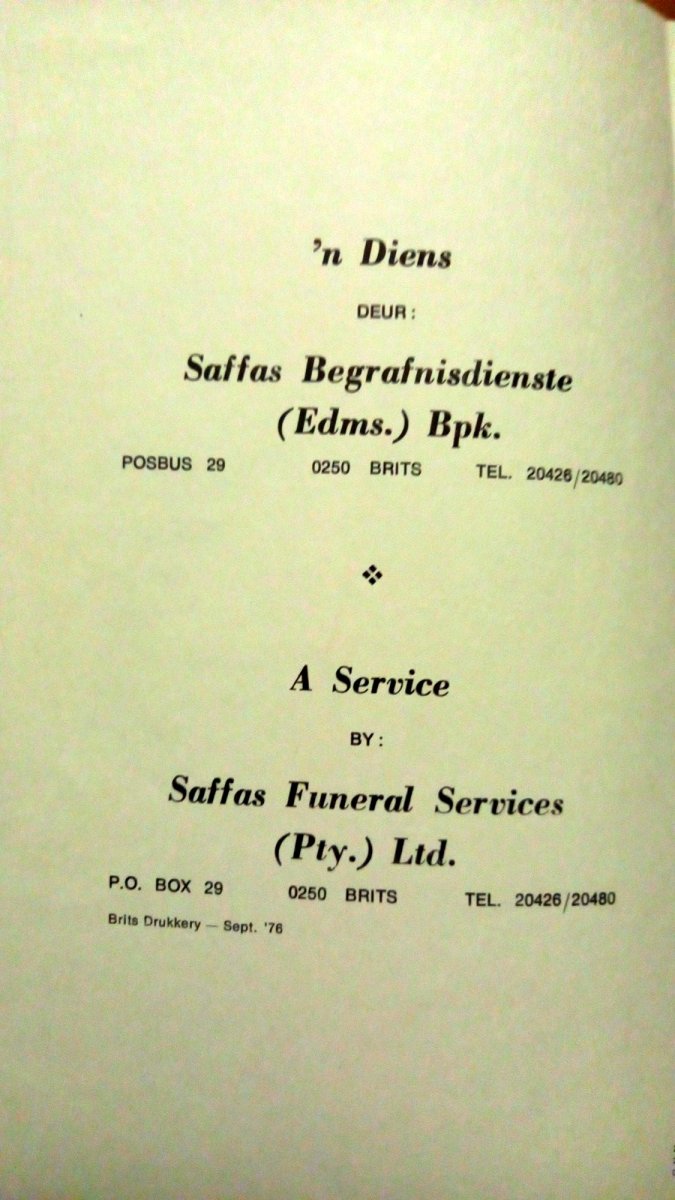 'n Diens
DEUR:
Saffas Begrafnisdienste
(Edms.) Bpk.
POSBUS 29 0250 BRITS TEL. 20426/20480
A Service
BY:
Saffas Funeral Services
(Pty.) Ltd.
P.O. BOX 29 0250 BRITS TEL. 20426/20480
Brits Drukkery — Sept. '76